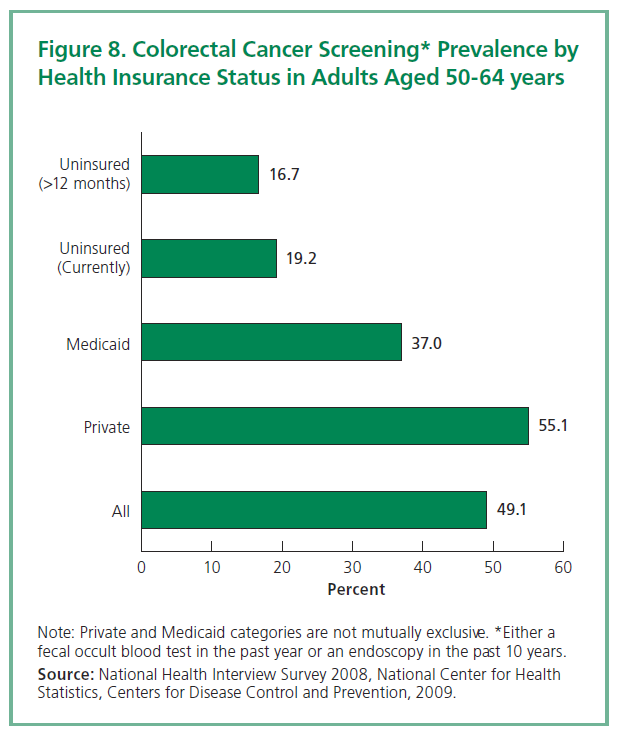 Figure 8. Colorectal Cancer Screening* Prevalence by
Health Insurance Status in Adults Aged 50-64 years
Uninsured
(>12 months)
16.7
Uninsured
(Currently)
19.2
Medicaid
37.0
Private
55.1
All
49.1
0 10 20 30 40 50 60
Percent
Note: Private and Medicaid categories are not mutually exclusive. *Either a
fecal occult blood test in the past year or an endoscopy in the past 10 years.
Source: National Health Interview Survey 2008, National Center for Health
Statistics, Centers for Disease Control and Prevention, 2009.